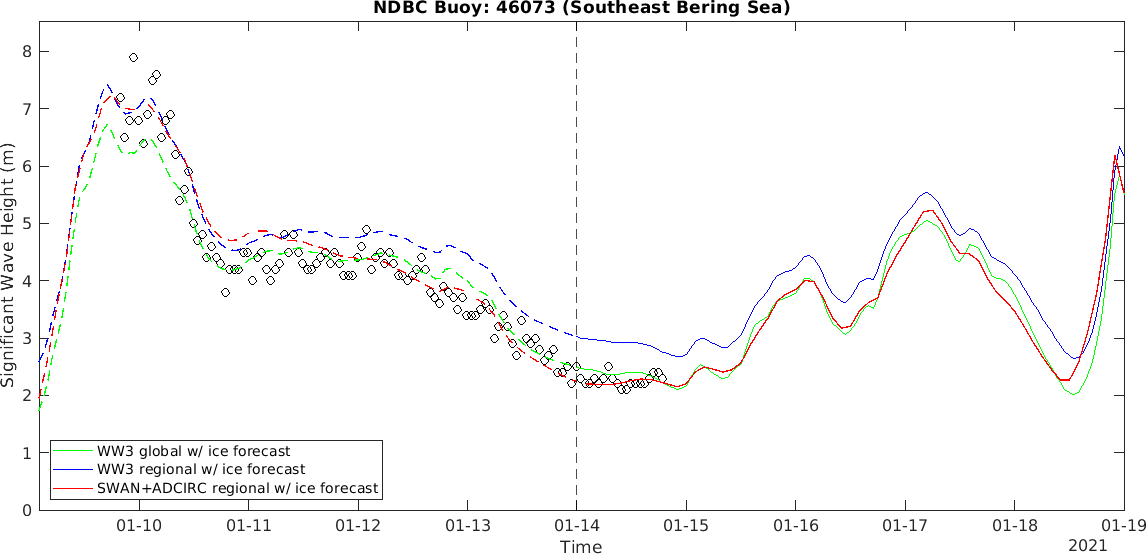 NDBC Buoy: 46073 (Southeast Bering Sea)
Significant Wave Height (m)
8
7
6
5
4
3
2
1
0
WW3 global w/ ice forecast
WW3 regional w/ ice forecast
SWAN+ADCIRC regional w/ ice forecast
01-10 01-11 01-12 01-13 01-14 01-15 01-16 01-17 01-18 01-19
Time
2021